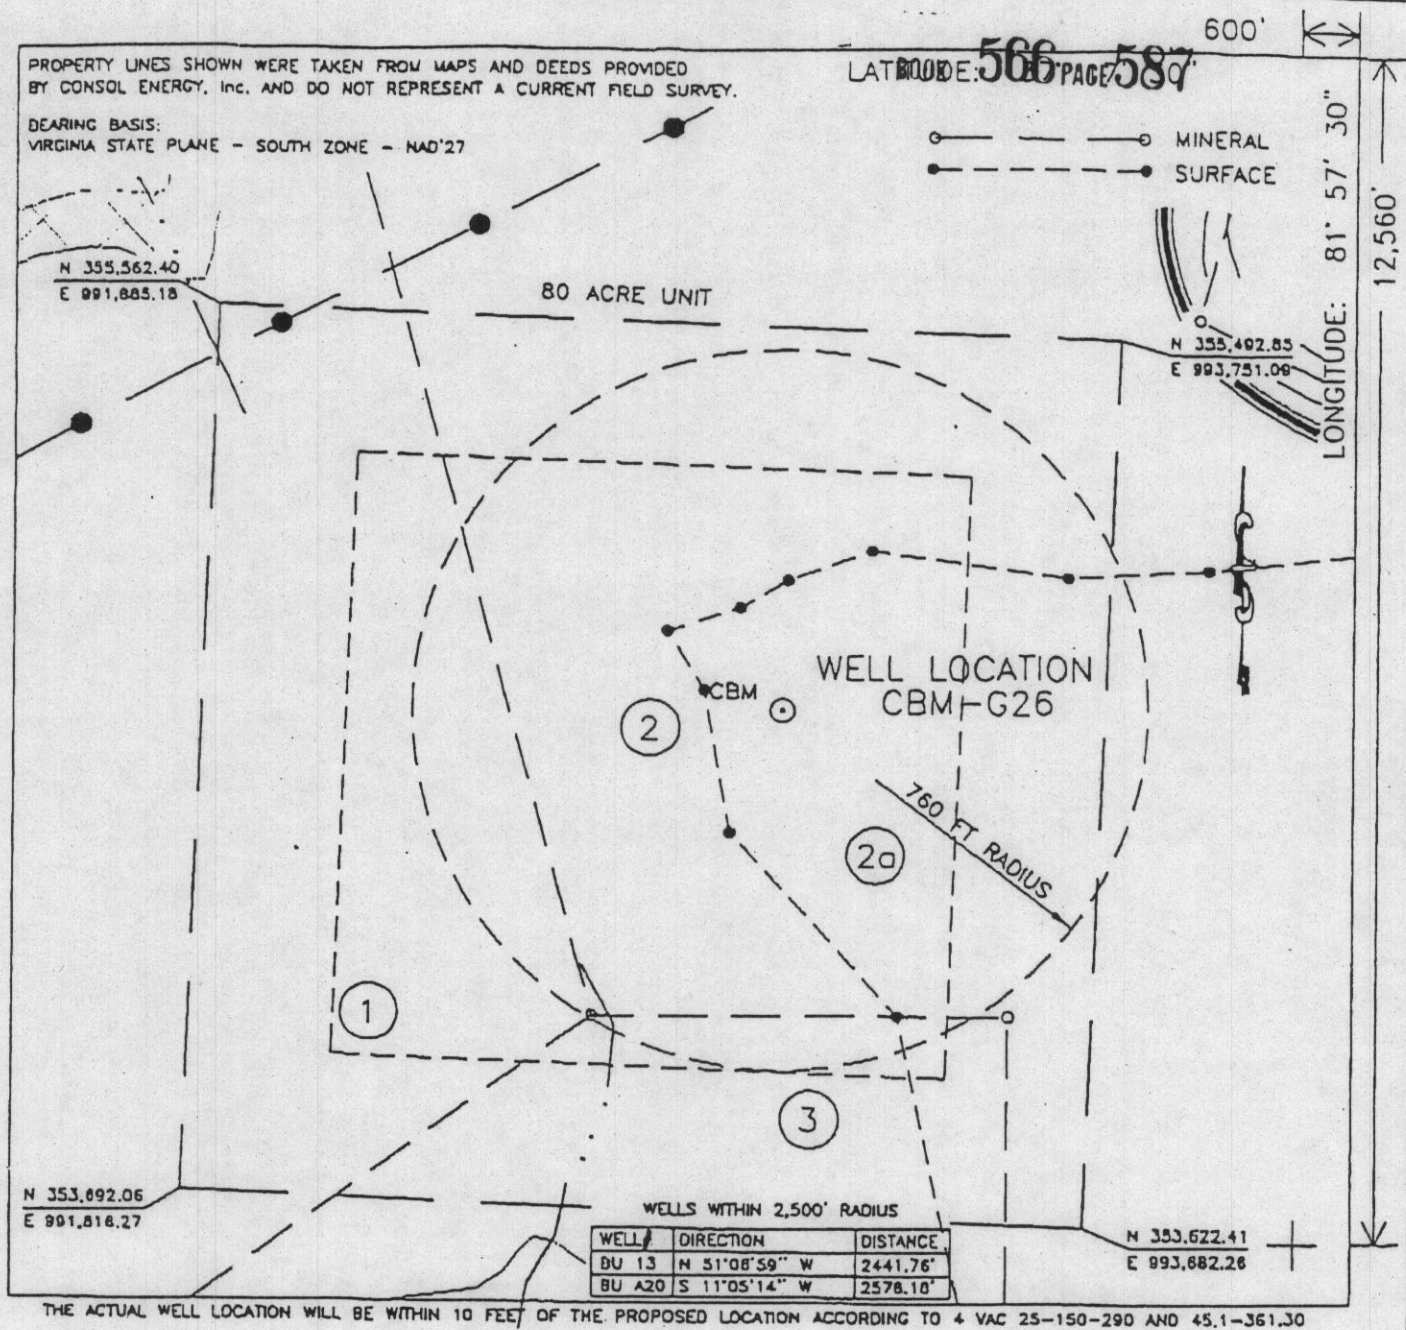 600'
PROPERTY LINES SHOWN WERE TAKEN FROM MAPS AND DEEDS PROVIDED
BY CONSOL ENERGY, Inc. AND DO NOT REPRESENT A CURRENT FIELD SURVEY.
BOOK 566 PAGE 587
BEARING BASIS:
VIRGINIA STATE PLANE - SOUTH ZONE - NAD'27
MINERAL
SURFACE
LONGITUDE: 81° 57' 30"
12,560'
N 355,562.40
E 991,885.18
80 ACRE UNIT
N 355,492.85
E 993,751.09
WELL LOCATION
CBM-G26
CBM
2
760 FT RADIUS
2a
1
3
N 353,692.06
E 991,816.27
WELLS WITHIN 2,500' RADIUS
WELL DIRECTION DISTANCE
BU 13 N 51°08'59" W 2441.76'
BU A20 S 11°05'14" W 2578.18'
N 353,622.41
E 993,682.26
THE ACTUAL WELL LOCATION WILL BE WITHIN 10 FEET OF THE PROPOSED LOCATION ACCORDING TO 4 VAC 25-150-290 AND 45.1-361.30